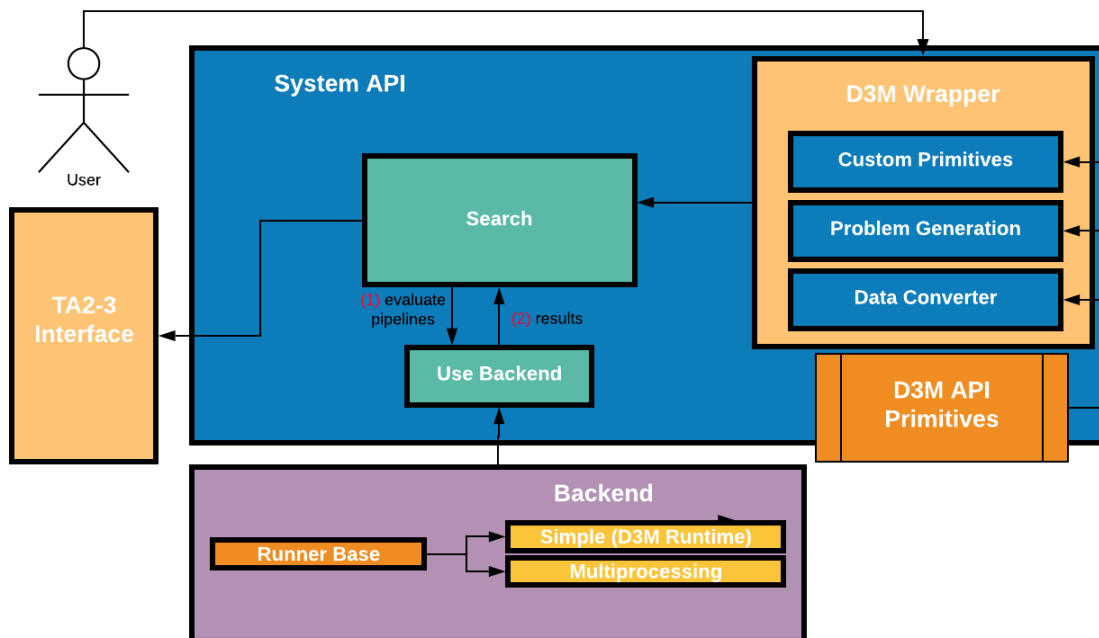 System API
D3M Wrapper
Custom Primitives
User
Search
Problem Generation
TA2-3
Interface
Data Converter
(1) evaluate
pipelines
(2) results
Use Backend
D3M API
Primitives
Backend
Simple (D3M Runtime)
Runner Base
Multiprocessing